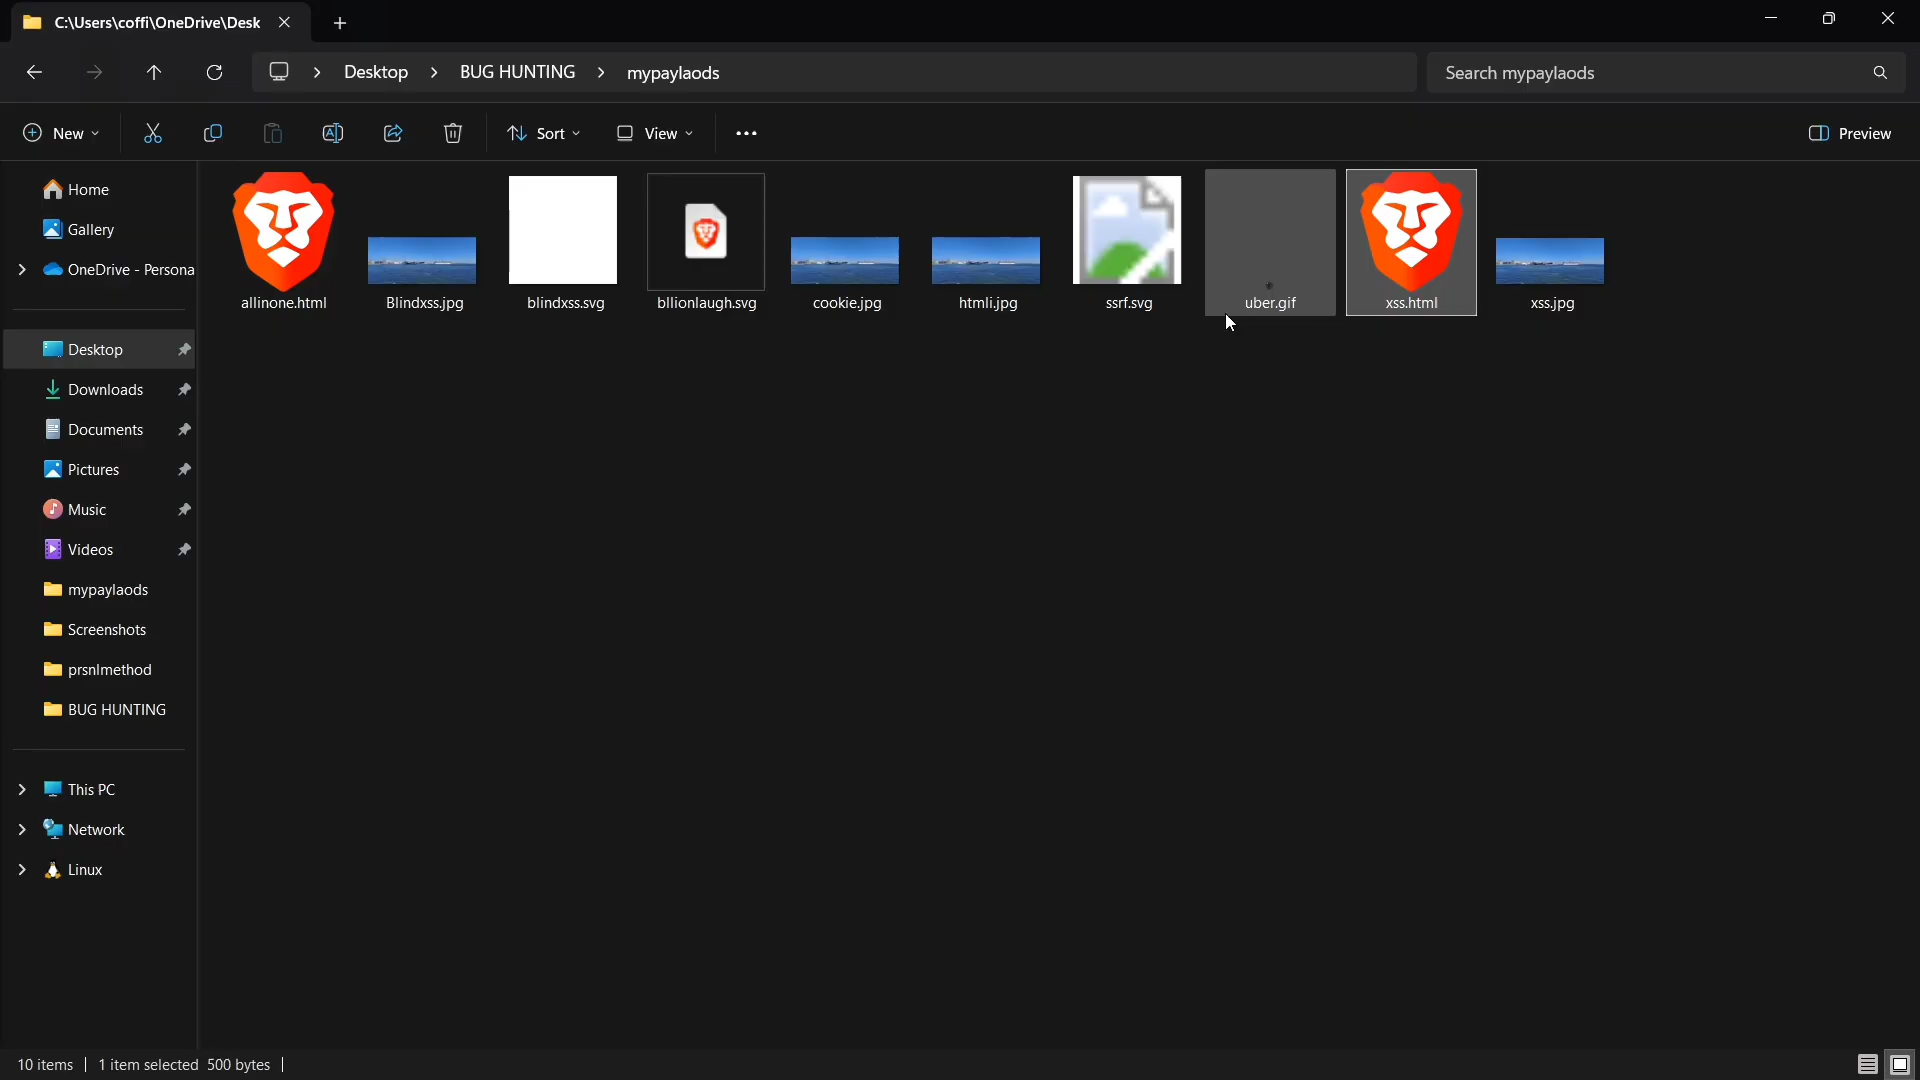 C:\Users\coffi\OneDrive\Desk
Desktop > BUG HUNTING > mypaylaods
Search mypaylaods
New
Sort
View
Preview
Home
Gallery
OneDrive - Persona
Desktop
Downloads
Documents
Pictures
Music
Videos
mypaylaods
Screenshots
prsnlmethod
BUG HUNTING
This PC
Network
Linux
allinone.html
Blindxss.jpg
blindxss.svg
bllionlaugh.svg
cookie.jpg
htmli.jpg
ssrf.svg
uber.gif
xss.html
xss.jpg
10 items
1 item selected 500 bytes